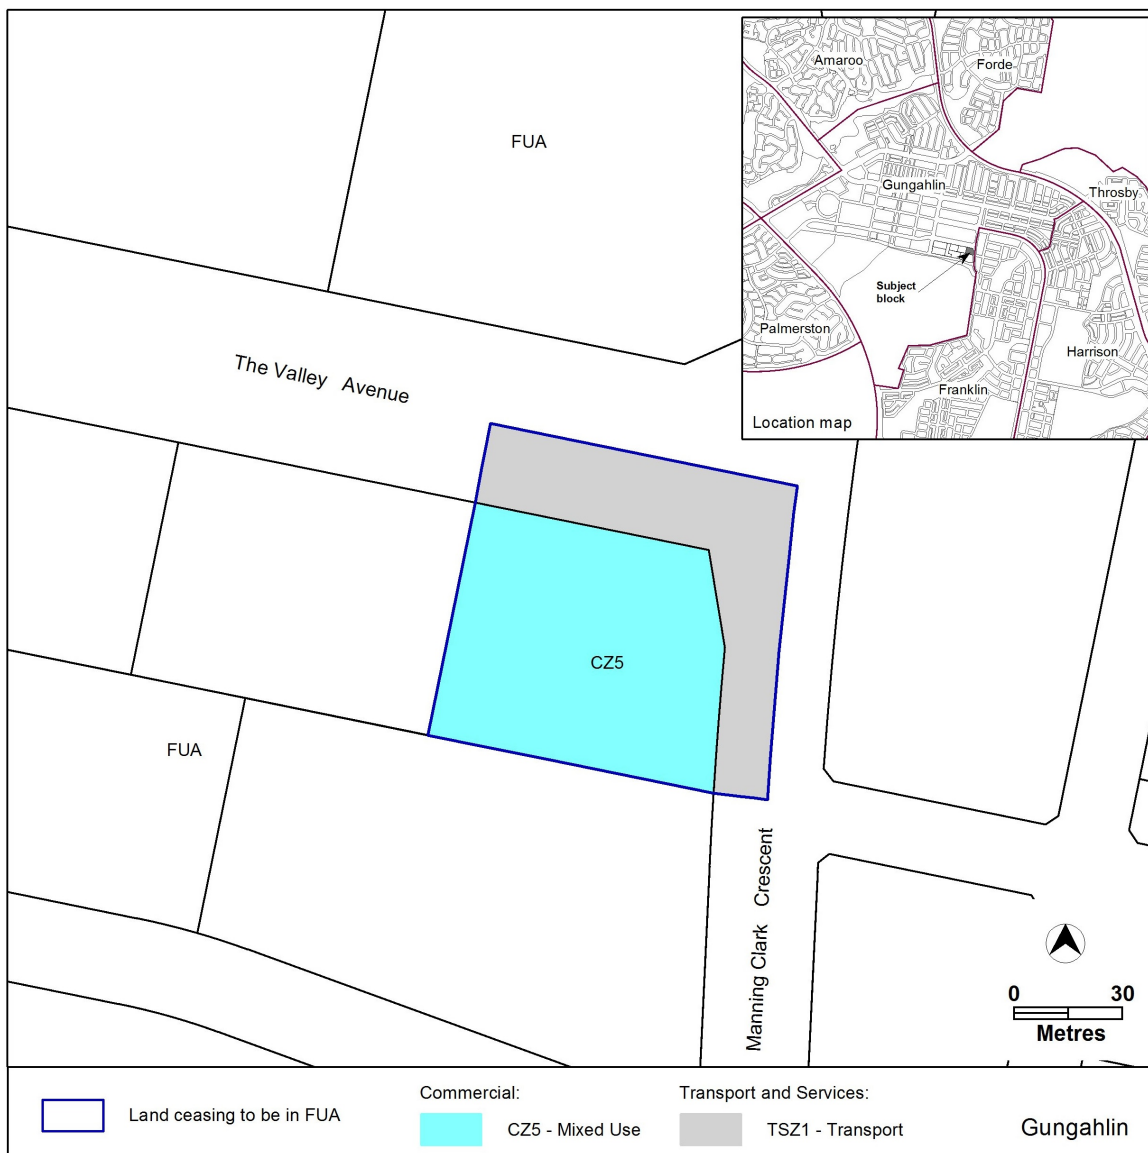 FUA
The Valley Avenue
CZ5
FUA
Manning Clark Crescent
Amaroo
Forde
Gungahlin
Throsby
Subject
block
Palmerston
Harrison
Franklin
Location map
0 30
Metres
Land ceasing to be in FUA
Commercial:
CZ5 - Mixed Use
Transport and Services:
TSZ1 - Transport
Gungahlin